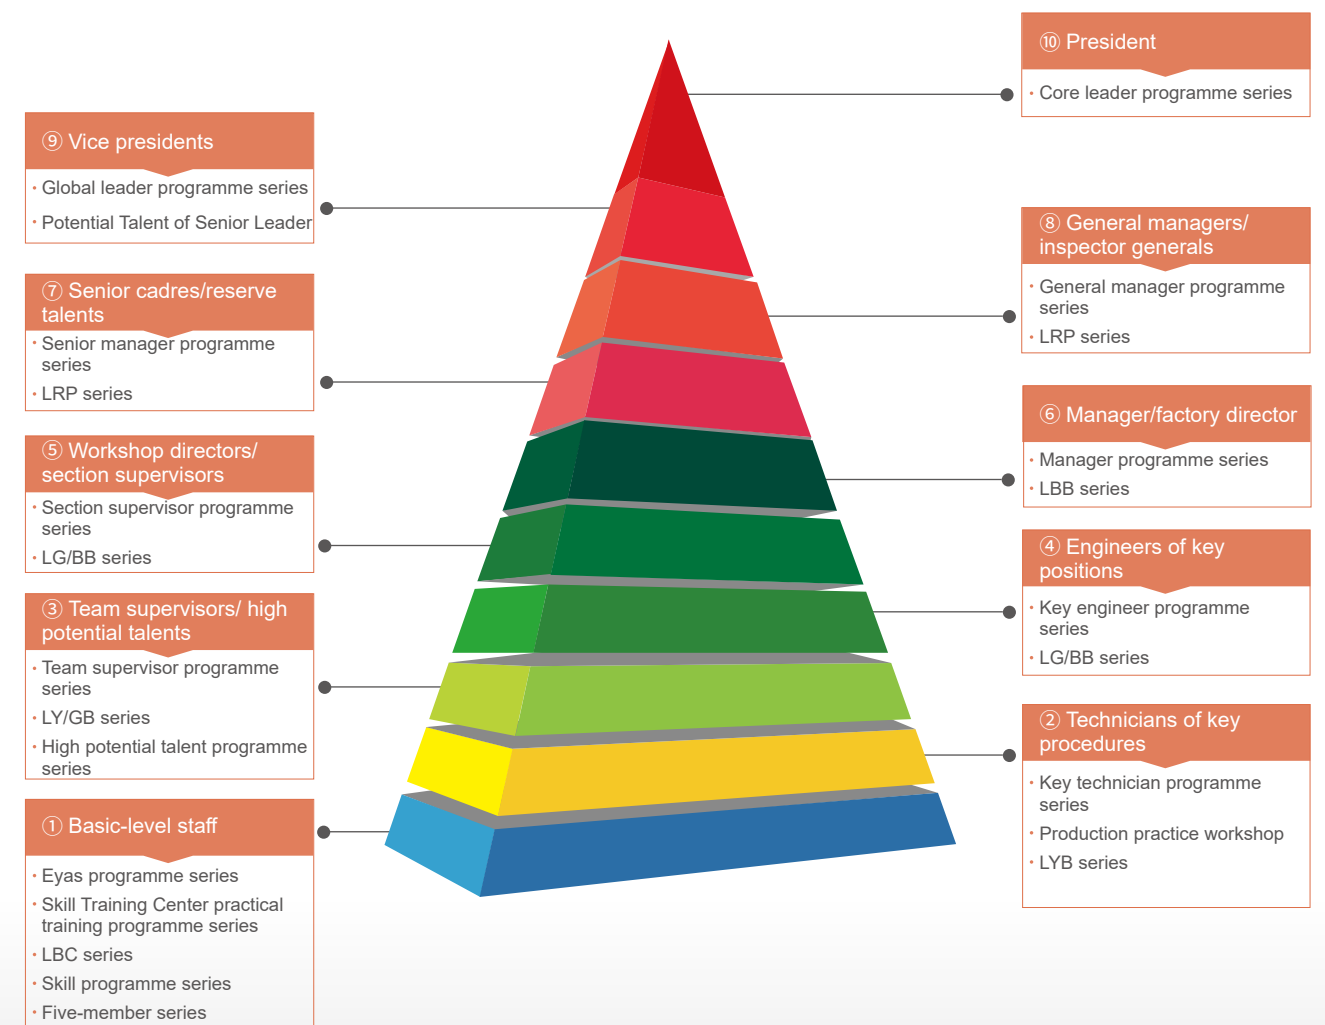 ⑩ President
· Core leader programme series
⑨ Vice presidents
· Global leader programme series
· Potential Talent of Senior Leader
⑧ General managers/
inspector generals
· General manager programme
series
· LRP series
⑦ Senior cadres/reserve
talents
· Senior manager programme
series
· LRP series
⑥ Manager/factory director
· Manager programme series
· LBB series
⑤ Workshop directors/
section supervisors
· Section supervisor programme
series
· LG/BB series
④ Engineers of key
positions
· Key engineer programme
series
· LG/BB series
③ Team supervisors/ high
potential talents
· Team supervisor programme
series
· LY/GB series
· High potential talent programme
series
② Technicians of key
procedures
· Key technician programme
series
· Production practice workshop
· LYB series
① Basic-level staff
· Eyas programme series
· Skill Training Center practical
training programme series
· LBC series
· Skill programme series
· Five-member series